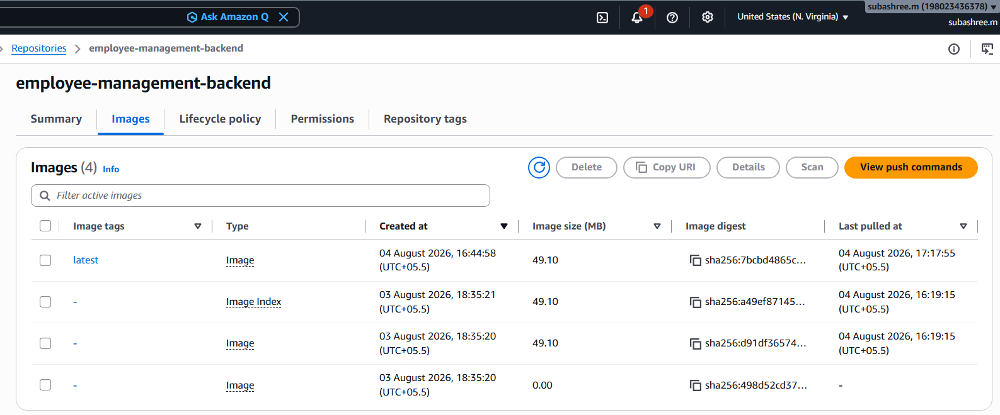 Ask Amazon Q
1
United States (N. Virginia)
subashree.m (198023436378)
subashree.m
Repositories
employee-management-backend
employee-management-backend
Summary
Images
Lifecycle policy
Permissions
Repository tags
Images (4) Info
Delete
Copy URI
Details
Scan
View push commands
Filter active images
Image tags
Type
Created at
Image size (MB)
Image digest
Last pulled at
latest
Image
04 August 2026, 16:44:58
(UTC+05.5)
49.10
sha256:7bcbd4865c...
04 August 2026, 17:17:55
(UTC+05.5)
-
Image Index
03 August 2026, 18:35:21
(UTC+05.5)
49.10
sha256:a49ef87145...
04 August 2026, 16:19:15
(UTC+05.5)
-
Image
03 August 2026, 18:35:20
(UTC+05.5)
49.10
sha256:d91df36574...
04 August 2026, 16:19:15
(UTC+05.5)
-
Image
03 August 2026, 18:35:20
(UTC+05.5)
0.00
sha256:498d52cd37...
-